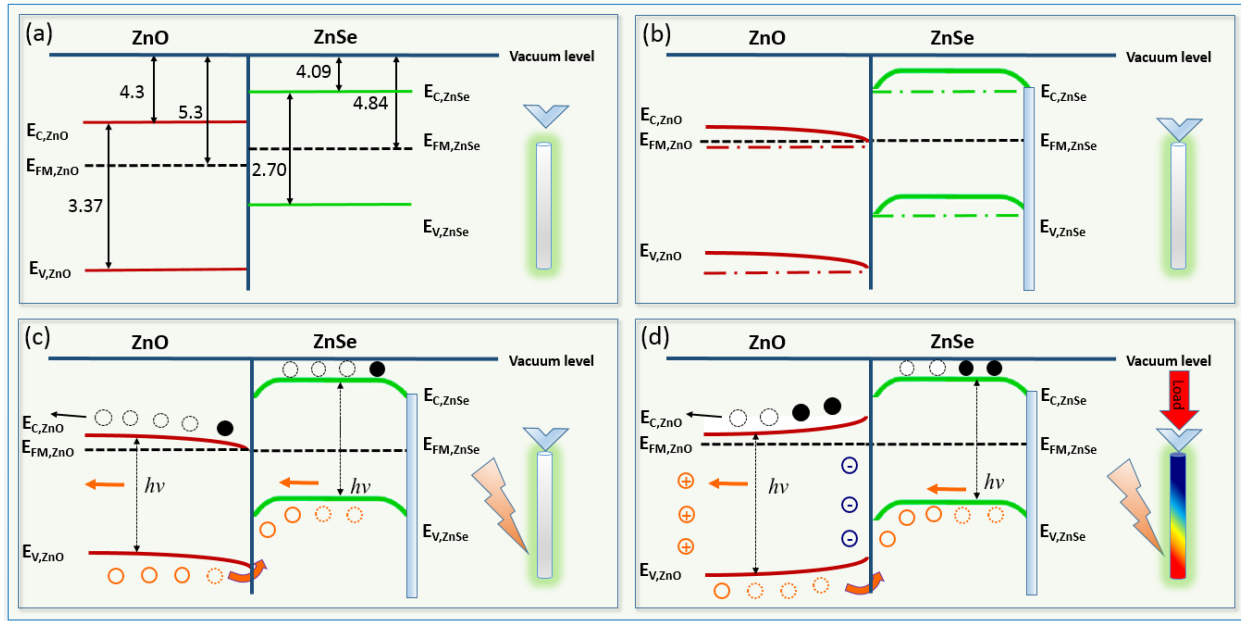 (a)
ZnO ZnSe
Vacuum level
4.3
5.3
4.09
4.84
E_C,ZnSe
E_C,ZnO
E_FM,ZnSe
E_FM,ZnO
2.70
3.37
E_V,ZnSe
E_V,ZnO
(b)
ZnO ZnSe
Vacuum level
E_C,ZnSe
E_C,ZnO
E_FM,ZnO
E_FM,ZnSe
E_V,ZnSe
E_V,ZnO
(c)
ZnO ZnSe
Vacuum level
E_C,ZnSe
E_C,ZnO
E_FM,ZnO
E_FM,ZnSe
hν
hν
E_V,ZnSe
E_V,ZnO
(d)
ZnO ZnSe
Vacuum level
Load
E_C,ZnSe
E_C,ZnO
E_FM,ZnO
E_FM,ZnSe
+ hν - hν
+ -
+ -
E_V,ZnSe
E_V,ZnO